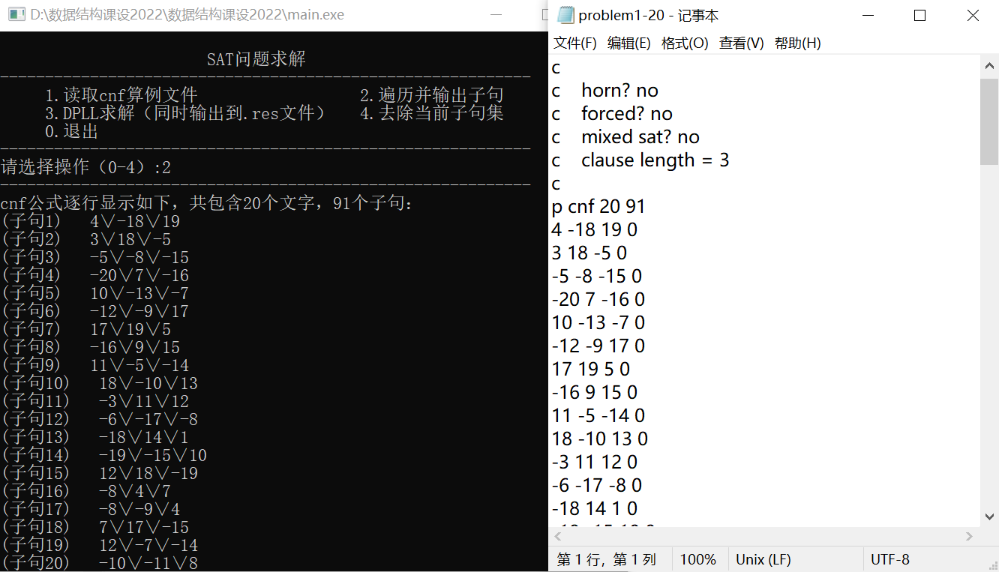 D:\数据结构课设2022\数据结构课设2022\main.exe
SAT问题求解
1.读取cnf算例文件 2.遍历并输出子句
3.DPLL求解（同时输出到.res文件） 4.去除当前子句集
0.退出
请选择操作（0-4）:2
cnf公式逐行显示如下，共包含20个文字，91个子句：
(子句1) 4∨-18∨19
(子句2) 3∨18∨-5
(子句3) -5∨-8∨-15
(子句4) -20∨7∨-16
(子句5) 10∨-13∨-7
(子句6) -12∨-9∨17
(子句7) 17∨19∨5
(子句8) -16∨9∨15
(子句9) 11∨-5∨-14
(子句10) 18∨-10∨13
(子句11) -3∨11∨12
(子句12) -6∨-17∨-8
(子句13) -18∨14∨1
(子句14) -19∨-15∨10
(子句15) 12∨18∨-19
(子句16) -8∨4∨7
(子句17) -8∨-9∨4
(子句18) 7∨17∨-15
(子句19) 12∨-7∨-14
(子句20) -10∨-11∨8
problem1-20 - 记事本
文件(F) 编辑(E) 格式(O) 查看(V) 帮助(H)
c
c horn? no
c forced? no
c mixed sat? no
c clause length = 3
c
p cnf 20 91
4 -18 19 0
3 18 -5 0
-5 -8 -15 0
-20 7 -16 0
10 -13 -7 0
-12 -9 17 0
17 19 5 0
-16 9 15 0
11 -5 -14 0
18 -10 13 0
-3 11 12 0
-6 -17 -8 0
-18 14 1 0
第 1 行，第 1 列 100% Unix (LF) UTF-8